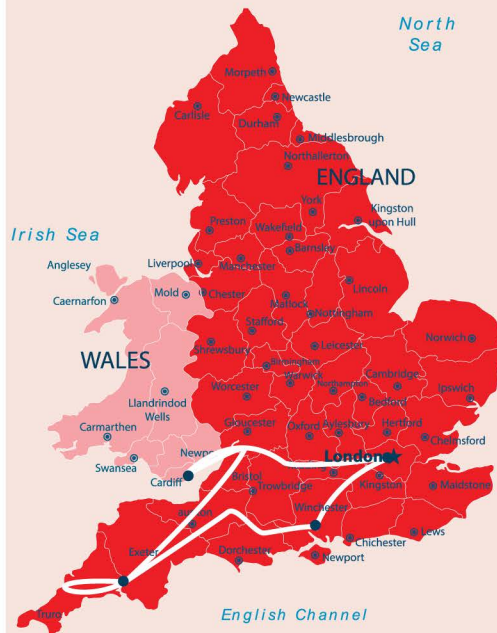 North
Sea
Morpath
Newcastle
Carlisle
Durham
Middlesbrough
Northallerton
ENGLAND
York
Kingston
upon Hull
Preston
Wakefield
Irish Sea
Barnsley
Anglesey
Liverpool
Manchester
Caernarfon
Mold
Chester
Lincoln
Matlock
Nottingham
Stafford
Norwich
Shrewsbury
Leicester
WALES
Birmingham
Warwick
Cambridge
Worcester
Northampton
Bedford
Ipswich
Llandrindod
Wells
Carmarthen
Gloucester
Oxford
Aylesbury
Hertford
Chelmsford
Swansea
Newpo
London
Cardiff
Bristol
Trowbridge
Kingston
Maidstone
Winchester
Exeter
Dorchester
Chichester
Lews
Newport
Truro
English Channel